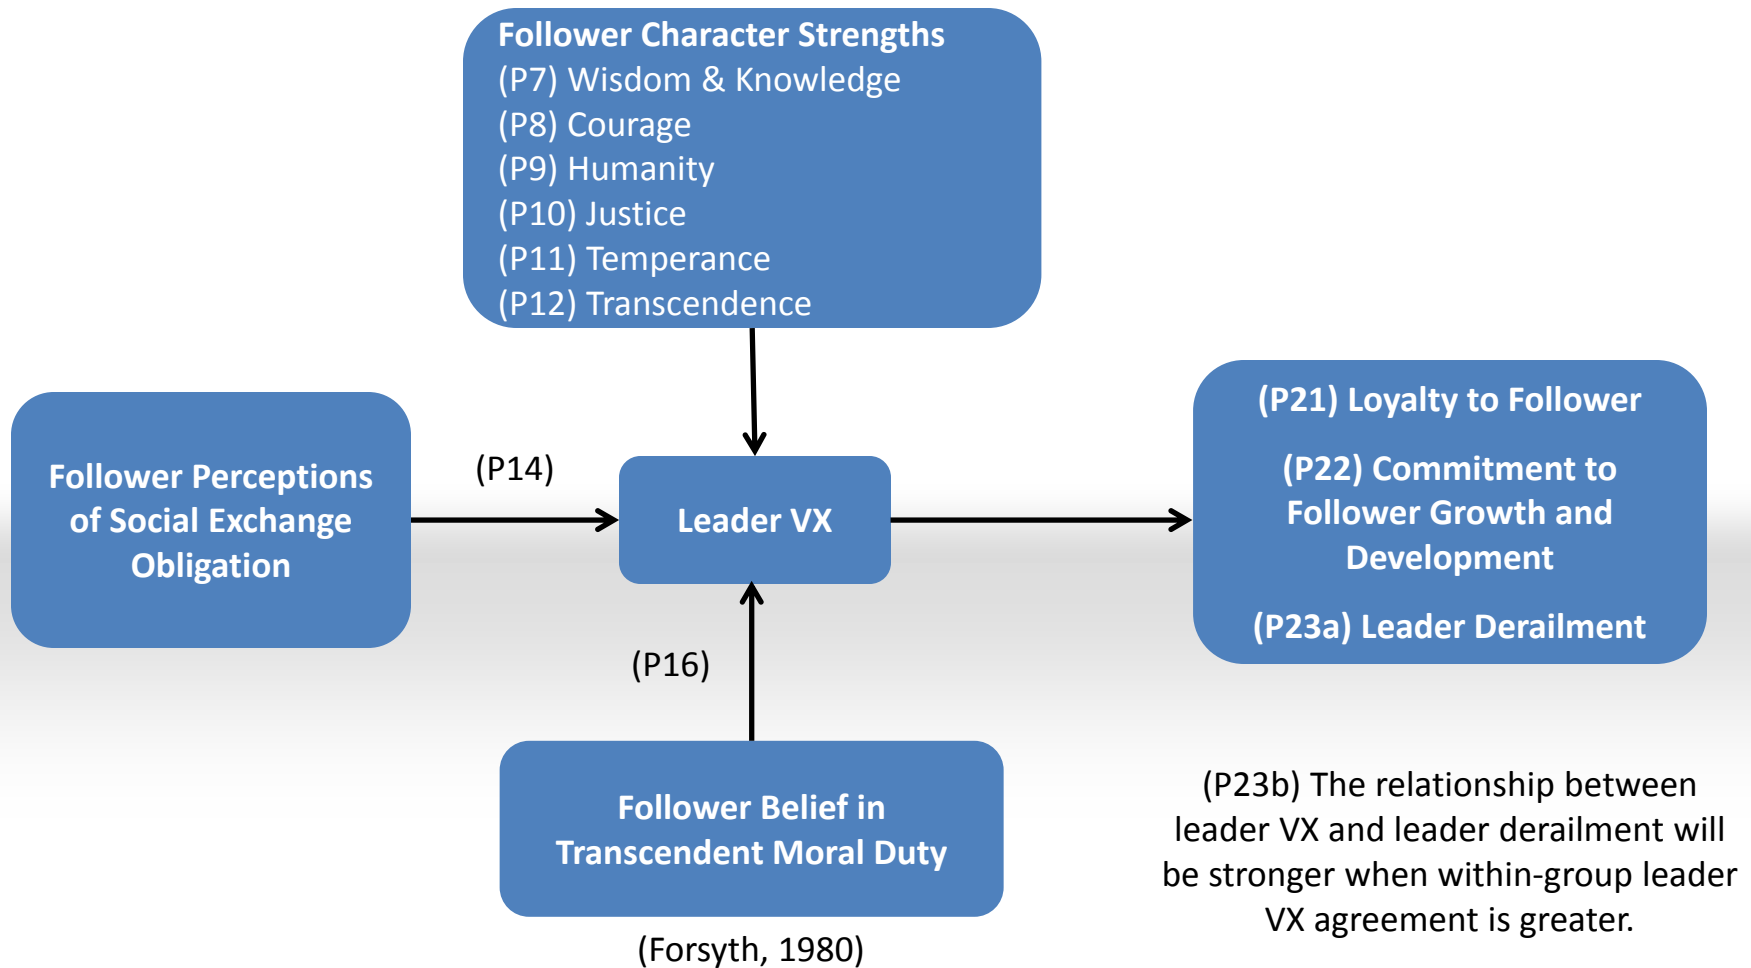 Follower Character Strengths
(P7) Wisdom & Knowledge
(P8) Courage
(P9) Humanity
(P10) Justice
(P11) Temperance
(P12) Transcendence
Follower Perceptions
of Social Exchange
Obligation
(P14)
Leader VX
(P21) Loyalty to Follower
(P22) Commitment to
Follower Growth and
Development
(P23a) Leader Derailment
(P16)
Follower Belief in
Transcendent Moral Duty
(Forsyth, 1980)
(P23b) The relationship between
leader VX and leader derailment will
be stronger when within-group leader
VX agreement is greater.